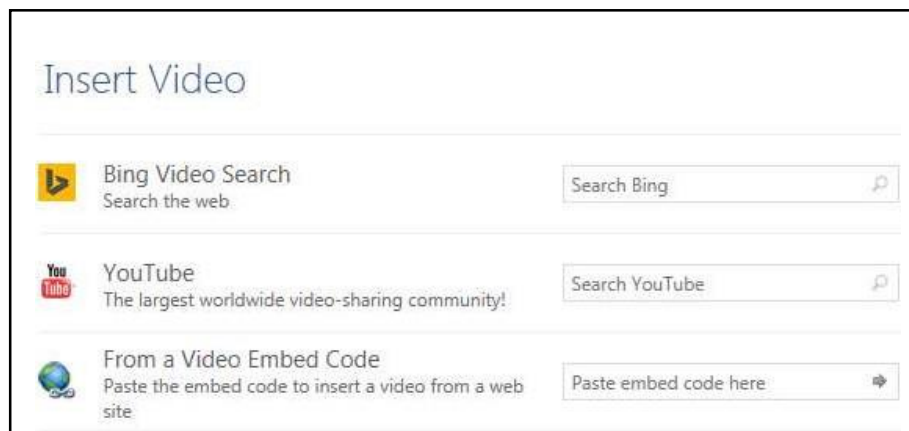 Insert Video
Bing Video Search
Search the web
Search Bing
You
Tube
YouTube
The largest worldwide video-sharing community!
Search YouTube
From a Video Embed Code
Paste the embed code to insert a video from a web
site
Paste embed code here